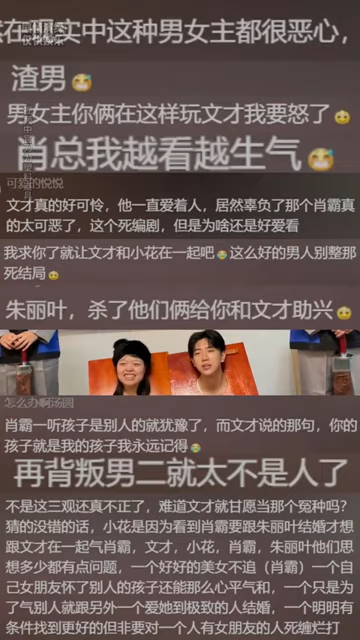 然在现实中这种男女主都很恶心，
渣男
男女主你俩在这样玩文才我要怒了
肖总我越看越生气
可爱的悦悦
文才真的好可怜，他一直爱着人，居然辜负了那个肖霸真
的太可恶了，这个死编剧，但是为啥还是好爱看
我求你了就让文才和小花在一起吧 这么好的男人别整那
死结局
朱丽叶，杀了他们俩给你和文才助兴
怎么办啊汤圆
肖霸一听孩子是别人的就犹豫了，而文才说的那句，你的
孩子就是我的孩子我永远记得
再背叛男二就太不是人了
不是这三观还真不正了，难道文才就甘愿当那个冤种吗？
猜的没错的话，小花是因为看到肖霸要跟朱丽叶结婚才想
跟文才在一起气肖霸，文才，小花，肖霸，朱丽叶他们思
想多少都有点问题，一个好好的美女不追（肖霸）一个自
己女朋友怀了别人的孩子还能那么心平气和，一个只是为
了气别人就跟另外一个爱她到极致的人结婚，一个明明有
条件找到更好的但非要对一个人有女朋友的人死缠烂打